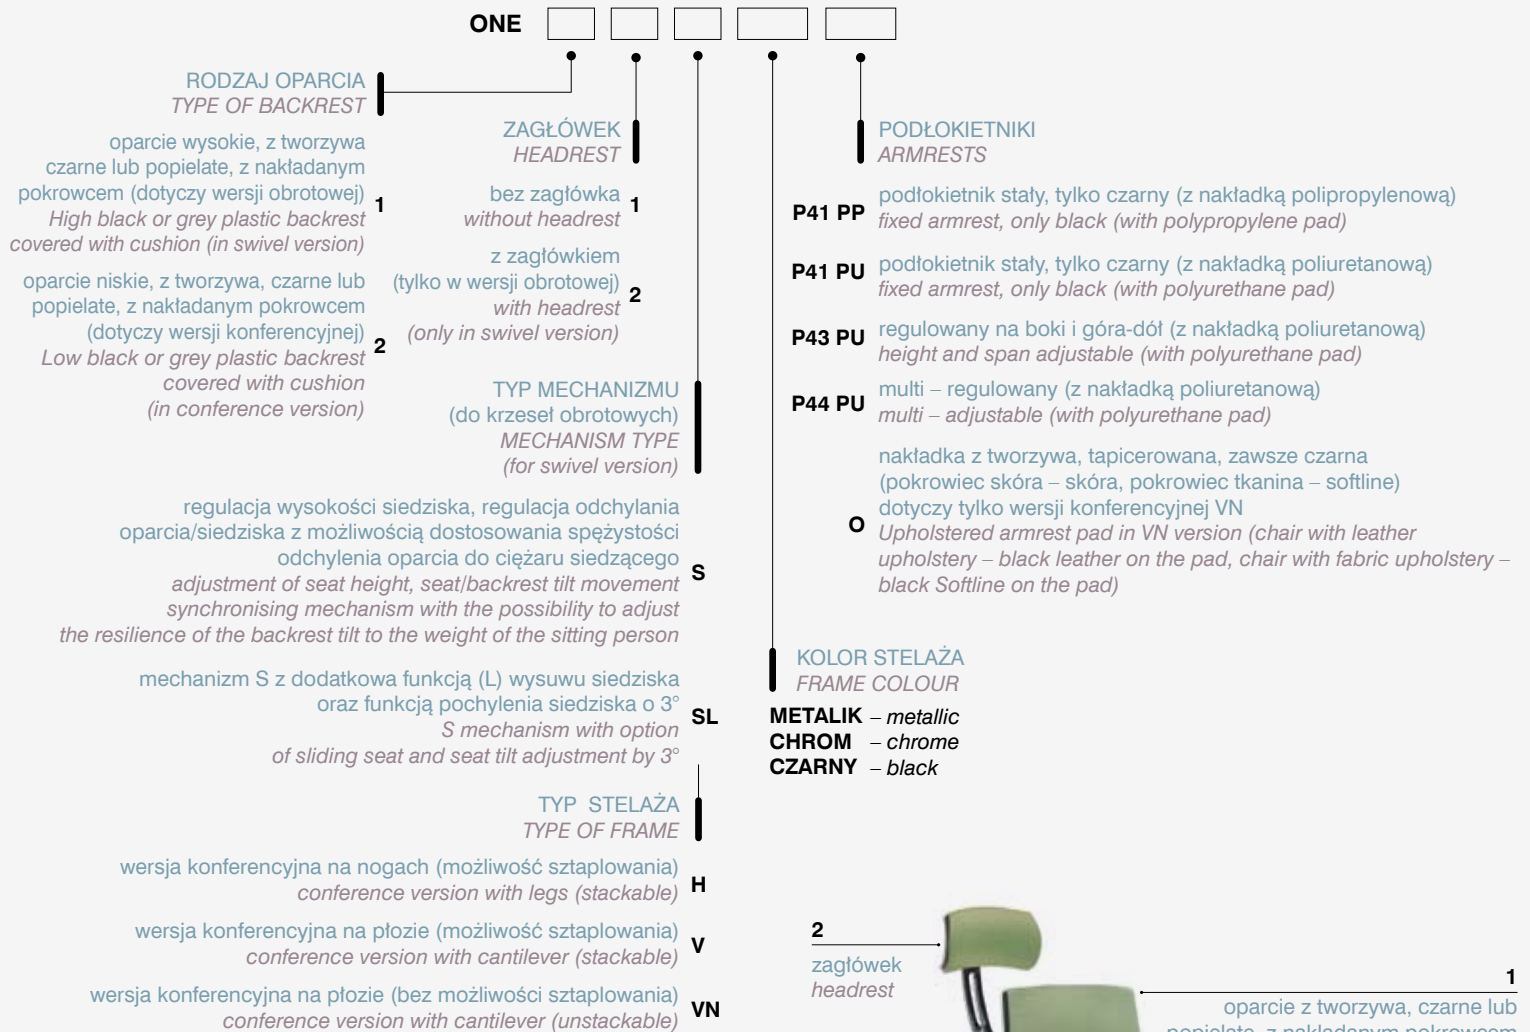 ONE
RODZAJ OPARCIA
TYPE OF BACKREST
oparcie wysokie, z tworzywa
czarne lub popielate, z nakładanym
pokrowcem (dotyczy wersji obrotowej)
1
High black or grey plastic backrest
covered with cushion (in swivel version)
oparcie niskie, z tworzywa, czarne lub
popielate, z nakładanym pokrowcem
(dotyczy wersji konferencyjnej)
2
Low black or grey plastic backrest
covered with cushion
(in conference version)
ZAGŁÓWEK
HEADREST
bez zagłówka
1
without headrest
z zagłówkiem
(tylko w wersji obrotowej)
2
with headrest
(only in swivel version)
TYP MECHANIZMU
(do krzeseł obrotowych)
MECHANISM TYPE
(for swivel version)
regulacja wysokości siedziska, regulacja odchylania
oparcia/siedziska z możliwością dostosowania spężystości
odchylenia oparcia do ciężaru siedzącego
S
adjustment of seat height, seat/backrest tilt movement
synchronising mechanism with the possibility to adjust
the resilience of the backrest tilt to the weight of the sitting person
mechanizm S z dodatkowa funkcją (L) wysuwu siedziska
oraz funkcją pochylenia siedziska o 3°
SL
S mechanism with option
of sliding seat and seat tilt adjustment by 3°
TYP STELAŻA
TYPE OF FRAME
wersja konferencyjna na nogach (możliwość sztaplowania)
H
conference version with legs (stackable)
wersja konferencyjna na płozie (możliwość sztaplowania)
V
conference version with cantilever (stackable)
wersja konferencyjna na płozie (bez możliwości sztaplowania)
VN
conference version with cantilever (unstackable)
PODŁOKIETNIKI
ARMRESTS
P41 PP
podłokietnik stały, tylko czarny (z nakładką polipropylenową)
fixed armrest, only black (with polypropylene pad)
P41 PU
podłokietnik stały, tylko czarny (z nakładką poliuretanową)
fixed armrest, only black (with polyurethane pad)
P43 PU
regulowany na boki i góra-dół (z nakładką poliuretanową)
height and span adjustable (with polyurethane pad)
P44 PU
multi – regulowany (z nakładką poliuretanową)
multi – adjustable (with polyurethane pad)
nakładka z tworzywa, tapicerowana, zawsze czarna
(pokrowiec skóra – skóra, pokrowiec tkanina – softline)
dotyczy tylko wersji konferencyjnej VN
O
Upholstered armrest pad in VN version (chair with leather
upholstery – black leather on the pad, chair with fabric upholstery –
black Softline on the pad)
KOLOR STELAŻA
FRAME COLOUR
METALIK – metallic
CHROM – chrome
CZARNY – black
2
zagłówek
headrest
1
oparcie z tworzywa, czarne lub
popielate, z nakładanym pokrowcem